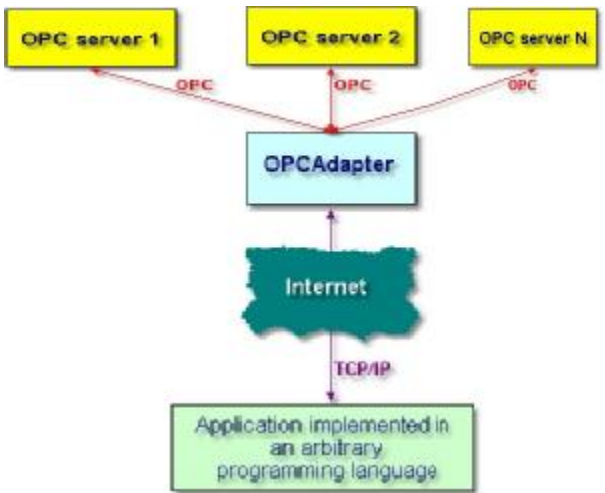 OPC server 1
OPC server 2
OPC server N
OPC
OPC
OPC
OPCAdapter
Internet
TCP/IP
Application implemented in
an arbitrary
programming language